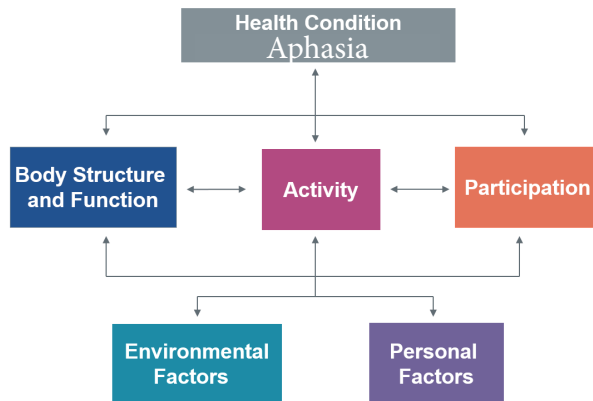 Health Condition
Aphasia
Body Structure
and Function
Activity
Participation
Environmental
Factors
Personal
Factors